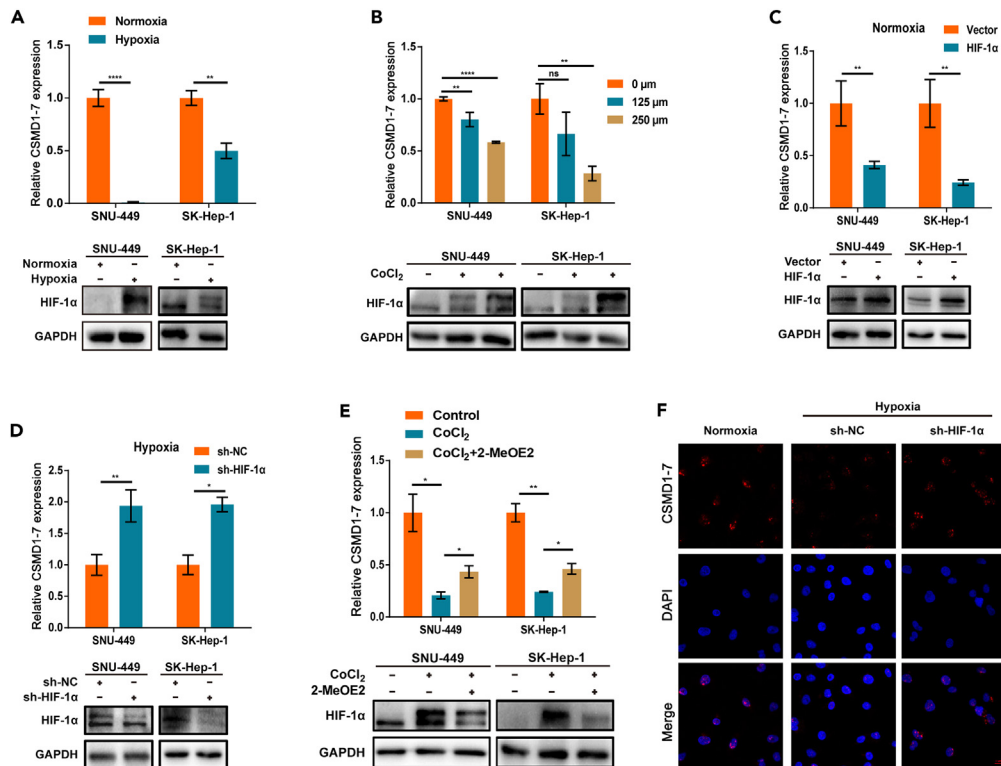 A
Normoxia
Hypoxia
Relative CSMD1-7 expression
1.5
1.0
0.5
0.0
****
**
SNU-449
SK-Hep-1
SNU-449 SK-Hep-1
Normoxia + − + −
Hypoxia − + − +
HIF-1α
GAPDH
B
Relative CSMD1-7 expression
1.5
1.0
0.5
0.0
****
**
**
ns
0 μm
125 μm
250 μm
SNU-449
SK-Hep-1
SNU-449 SK-Hep-1
CoCl2 − + + − + +
HIF-1α
GAPDH
C
Normoxia
Vector
HIF-1α
Relative CSMD1-7 expression
1.5
1.0
0.5
0.0
**
**
SNU-449
SK-Hep-1
SNU-449 SK-Hep-1
Vector + − + −
HIF-1α − + − +
HIF-1α
GAPDH
D
Hypoxia
sh-NC
sh-HIF-1α
Relative CSMD1-7 expression
2.5
2.0
1.5
1.0
0.5
0.0
**
*
SNU-449
SK-Hep-1
SNU-449 SK-Hep-1
sh-NC + − + −
sh-HIF-1α − + − +
HIF-1α
GAPDH
E
Control
CoCl2
CoCl2+2-MeOE2
Relative CSMD1-7 expression
1.5
1.0
0.5
0.0
*
*
**
*
SNU-449
SK-Hep-1
SNU-449 SK-Hep-1
CoCl2 − + + − + +
2-MeOE2 − − + − − +
HIF-1α
GAPDH
F
Hypoxia
Normoxia sh-NC sh-HIF-1α
CSMD1-7
DAPI
Merge